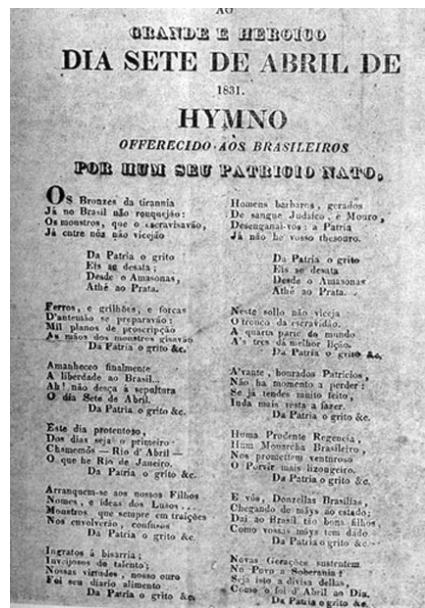 AO
GRANDE E HEROICO
DIA SETE DE ABRIL DE
1831.
HYMNO
OFFERECIDO AOS BRASILEIROS
POR HUM SEU PATRICIO NATO,
Os Bronzes da tirannia
Já no Brasil não rouquejão:
Os monstros, que o escravisavão,
Já entre nós não vicejão
Da Patria o grito
Eis se desata;
Desde o Amasonas,
Athé ao Prata.
Ferros, e grilhões, e forcas
D'antemão se preparavão:
Mil planos de proscripção
As mãos dos monstros gisavão
Da Patria o grito &c.
Amanheceo finalmente
A liberdade ao Brasil...
Ah! não desça á sepultura
O dia Sete de Abril.
Da Patria o grito &c.
Este dia protentoso,
Dos dias seja o primeiro
Chamemos — Rio d' Abril —
O que he Rio de Janeiro.
Da Patria o grito &c.
Arranquem-se aos nossos Filhos
Nomes, e ideas dos Lusos...
Monstros, que sempre em traições
Nos envolverão, confusos
Da Patria o grito &c.
Ingratos á bisarria;
Invejosos do talento;
Nossas virtudes, nosso ouro
Foi seu diario alimento
Da Patria o grito &c.
Homens barbaros, gerados
De sangue Judaico, e Mouro,
Desenganai-vos: a Patria
Já não he vosso thesouro.
Da Patria o grito
Eis se desata
Desde o Amasonas
Athé ao Prata.
Neste sollo não viceja
O tronco da escravidão.
A quarta parte do mundo
A's tres dá melhor lição.
Da Patria o grito &c,
A'vante, honrados Patricios,
Não ha momento a perder:
Se já tendes muito feito,
Inda mais resta a fazer.
Da Patria o grito &c.
Huma Prudente Regencia,
Hum Monarcha Brasileiro,
Nos promettem venturoso
O Porvir mais lizongeiro.
Da Patria o grito &c.
E vós, Donzellas Brasilias,
Chegando de mãys ao estado;
Dai ao Brasil tão bons filhos,
Como vossas mãys tem dado
Da Patria o grito &c.
Novas Gerações sustentem
No Povo a Soberania:
Seja isto a divisa dellas,
Como o foi d' Abril ao Dia.
Da Patria o grito &c.